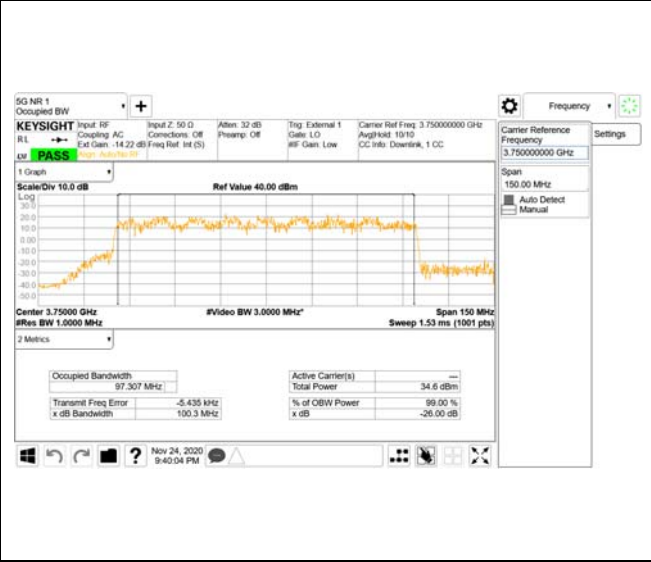 5G NR 1
Occupied BW
Frequency
KEYSIGHT
R L
LW PASS
Input: RF
Coupling: AC
Ext Gain: -14.22 dB
Align: Auto/No RF
Input Z: 50 Ω
Corrections: Off
Freq Ref: Int (S)
Atten: 32 dB
Preamp: Off
Trig: External 1
Gate: LO
#IF Gain: Low
Carrier Ref Freq: 3.750000000 GHz
Avg|Hold: 10/10
CC Info: Downlink, 1 CC
Carrier Reference
Frequency
3.750000000 GHz
Settings
Span
150.00 MHz
Auto Detect
Manual
1 Graph
Scale/Div 10.0 dB
Ref Value 40.00 dBm
Log
30.0
20.0
10.0
0.00
-10.0
-20.0
-30.0
-40.0
-50.0
Center 3.75000 GHz
#Video BW 3.0000 MHz*
Span 150 MHz
#Res BW 1.0000 MHz
Sweep 1.53 ms (1001 pts)
2 Metrics
Occupied Bandwidth
97.307 MHz
Transmit Freq Error -5.435 kHz
x dB Bandwidth 100.3 MHz
Active Carrier(s) ---
Total Power 34.6 dBm
% of OBW Power 99.00 %
x dB -26.00 dB
Nov 24, 2020
9:40:04 PM